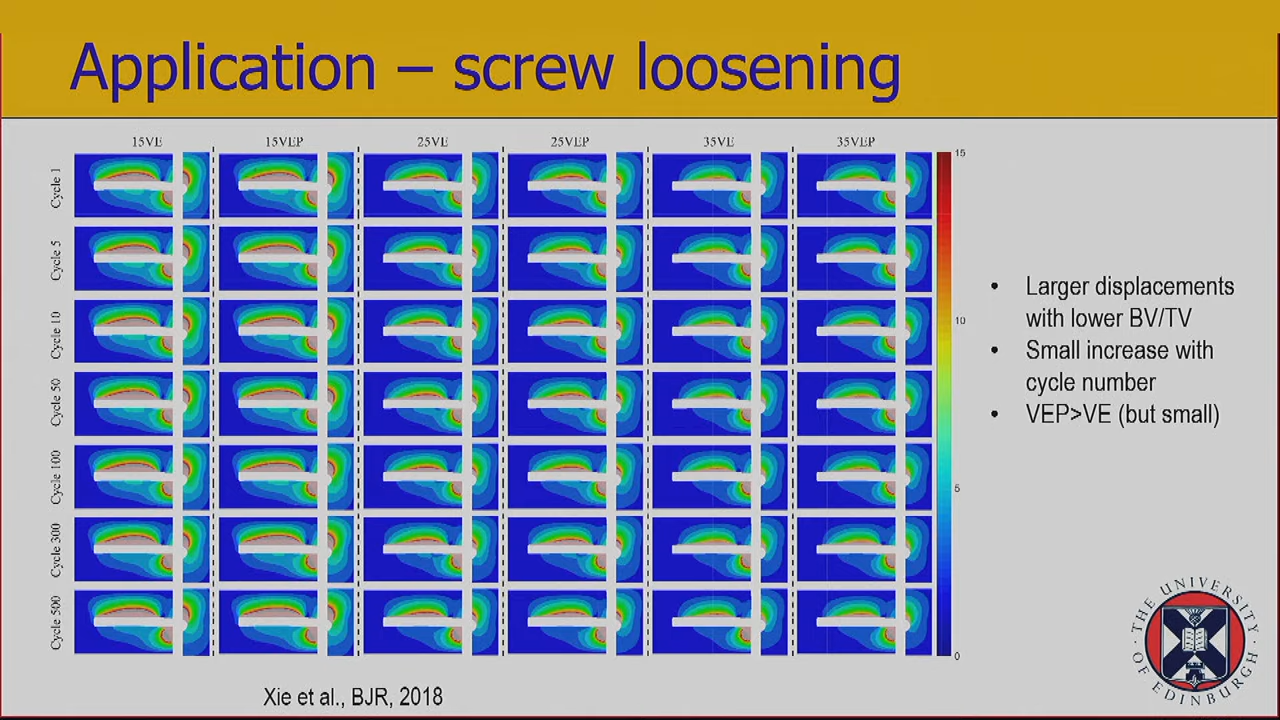 Application – screw loosening
15VE 15VEP 25VE 25VEP 35VE 35VEP
Cycle 1
Cycle 5
Cycle 10
Cycle 50
Cycle 100
Cycle 300
Cycle 500
15
10
5
0
• Larger displacements
with lower BV/TV
• Small increase with
cycle number
• VEP>VE (but small)
Xie et al., BJR, 2018
THE UNIVERSITY
OF EDINBURGH